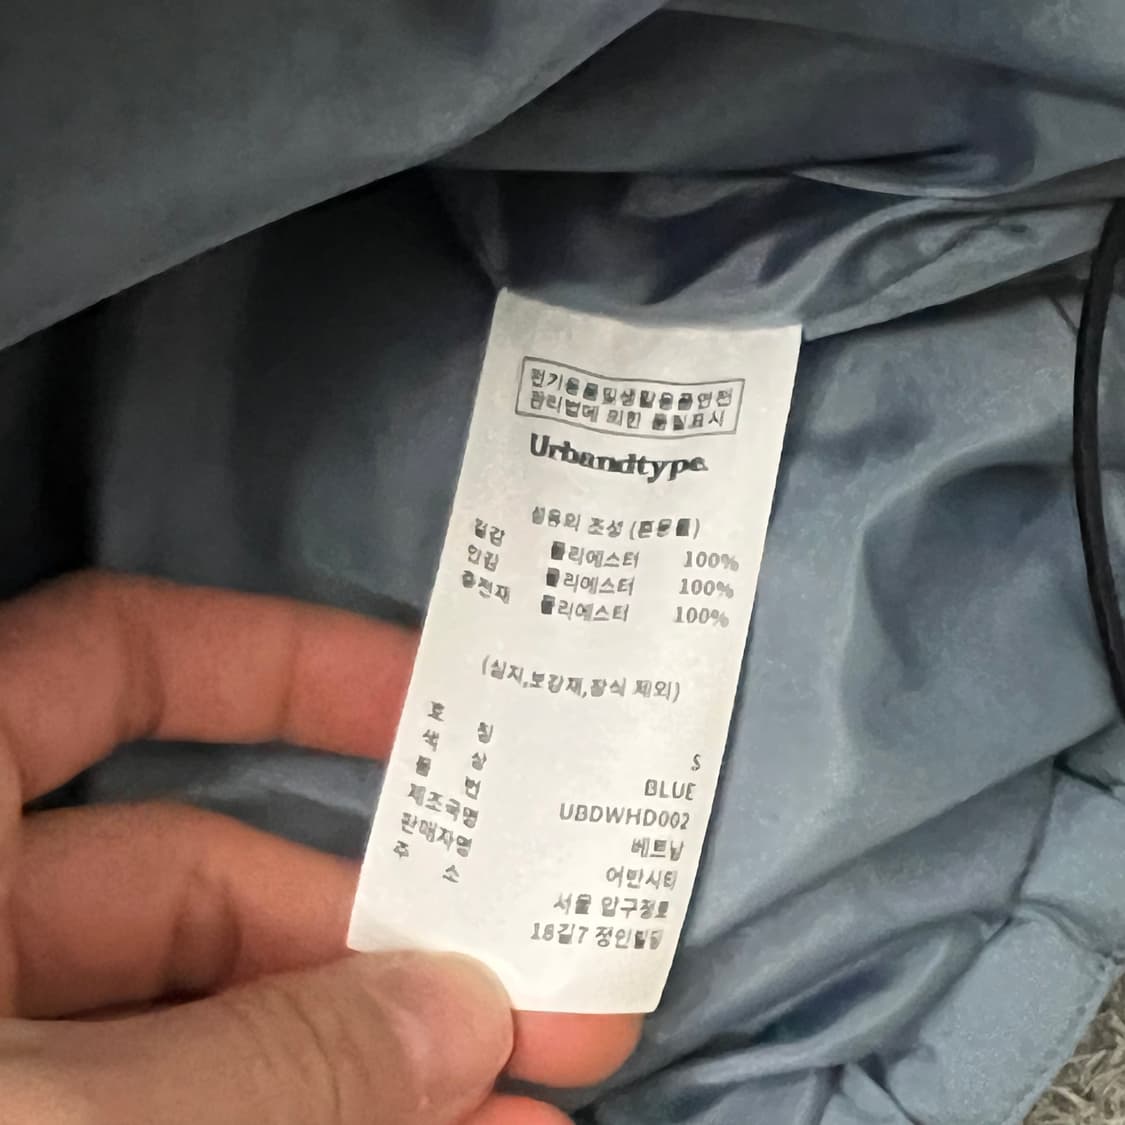 전기용품및생활용품안전
관리법에 의한 품질표시
Urbandtype.
섬유의 조성 (혼용률)
겉감 폴리에스터 100%
안감 폴리에스터 100%
충전재 폴리에스터 100%
(심지,보강재,장식 제외)
호 칭 S
색 상 BLUE
품 번 UBDWHD002
제조국명 베트남
판매자명 어반시티
주 소 서울 압구정로
18길7 정인빌딩